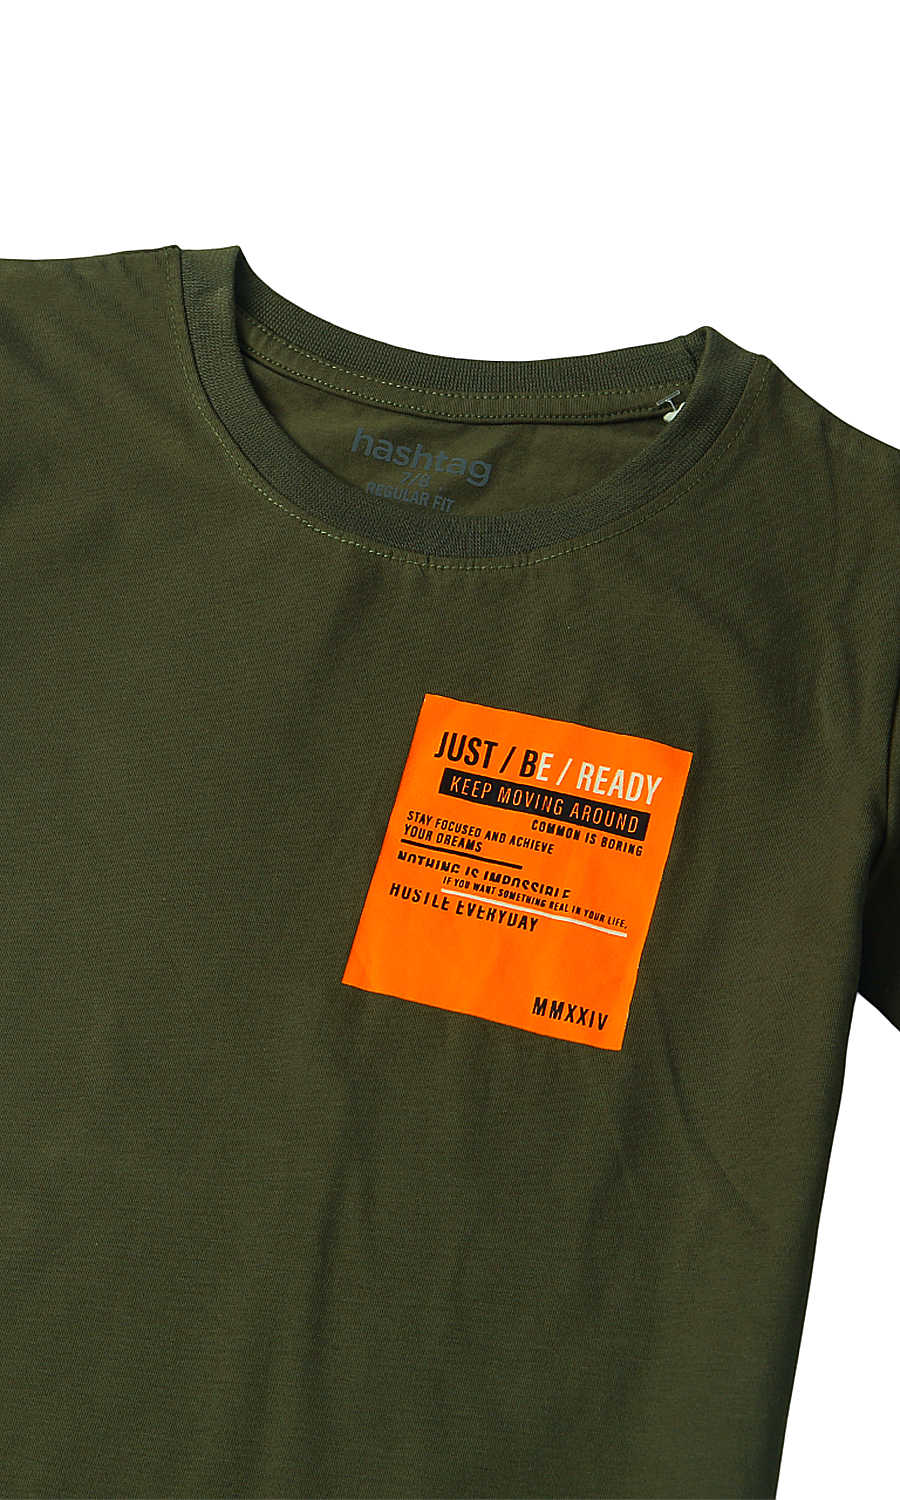 hashtag
7/8
REGULAR FIT
JUST / BE / READY
KEEP MOVING AROUND
COMMON IS BORING
STAY FOCUSED AND ACHIEVE
YOUR DREAMS
NOTHING IS IMPOSSIBLE
IF YOU WANT SOMETHING REAL IN YOUR LIFE.
HUSTLE EVERYDAY
MMXXIV